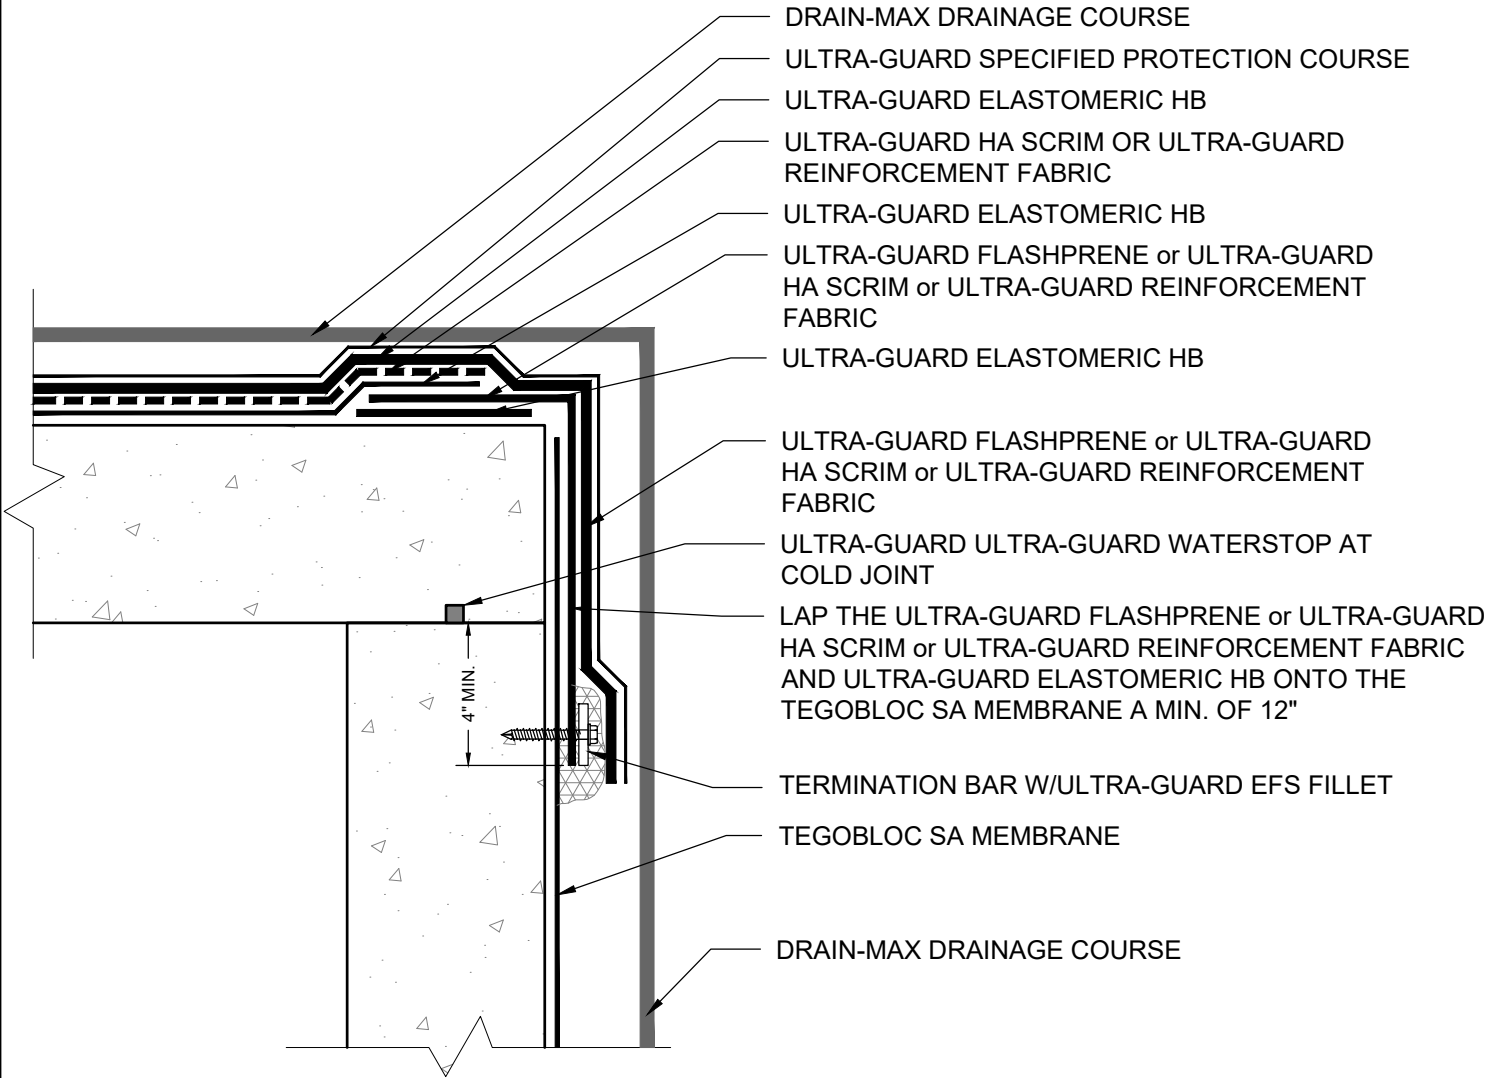 DRAIN-MAX DRAINAGE COURSE
ULTRA-GUARD SPECIFIED PROTECTION COURSE
ULTRA-GUARD ELASTOMERIC HB
ULTRA-GUARD HA SCRIM OR ULTRA-GUARD
REINFORCEMENT FABRIC
ULTRA-GUARD ELASTOMERIC HB
ULTRA-GUARD FLASHPRENE or ULTRA-GUARD
HA SCRIM or ULTRA-GUARD REINFORCEMENT
FABRIC
ULTRA-GUARD ELASTOMERIC HB
ULTRA-GUARD FLASHPRENE or ULTRA-GUARD
HA SCRIM or ULTRA-GUARD REINFORCEMENT
FABRIC
ULTRA-GUARD ULTRA-GUARD WATERSTOP AT
COLD JOINT
LAP THE ULTRA-GUARD FLASHPRENE or ULTRA-GUARD
HA SCRIM or ULTRA-GUARD REINFORCEMENT FABRIC
AND ULTRA-GUARD ELASTOMERIC HB ONTO THE
TEGOBLOC SA MEMBRANE A MIN. OF 12"
4" MIN.
TERMINATION BAR W/ULTRA-GUARD EFS FILLET
TEGOBLOC SA MEMBRANE
DRAIN-MAX DRAINAGE COURSE